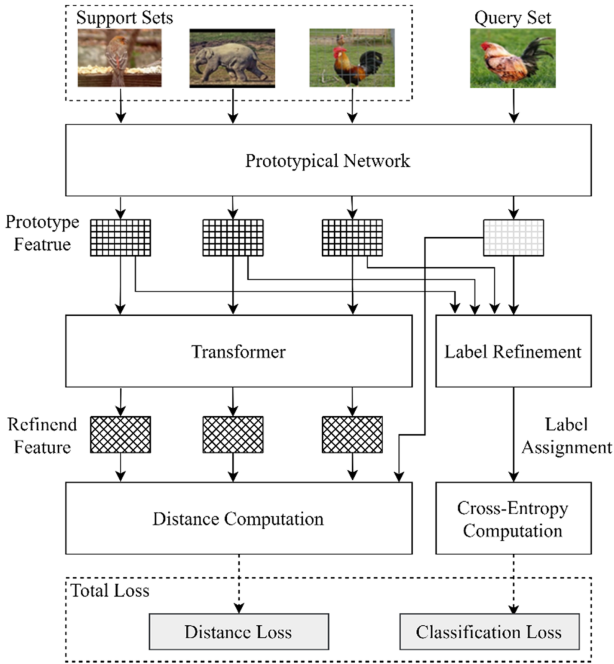 Support Sets
Query Set
Prototypical Network
Prototype
Featrue
Transformer
Label Refinement
Refinend
Feature
Label
Assignment
Distance Computation
Cross-Entropy
Computation
Total Loss
Distance Loss
Classification Loss